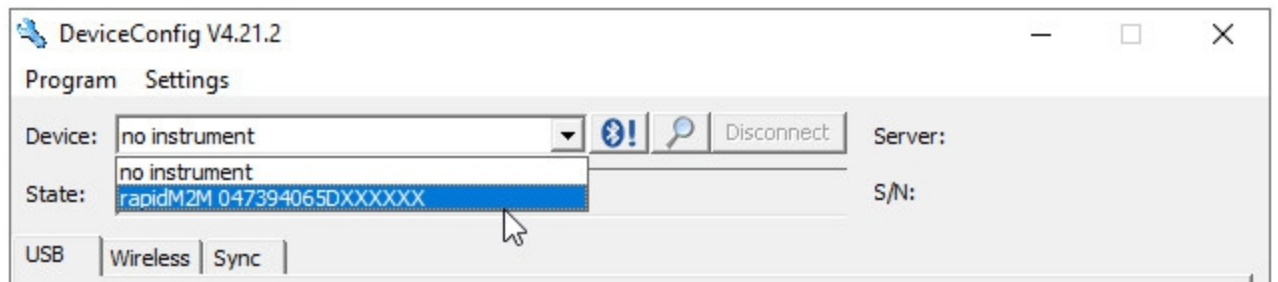 DeviceConfig V4.21.2
Program Settings
Device: no instrument Disconnect Server:
no instrument
State: rapidM2M 047394065DXXXXXX S/N:
USB Wireless Sync